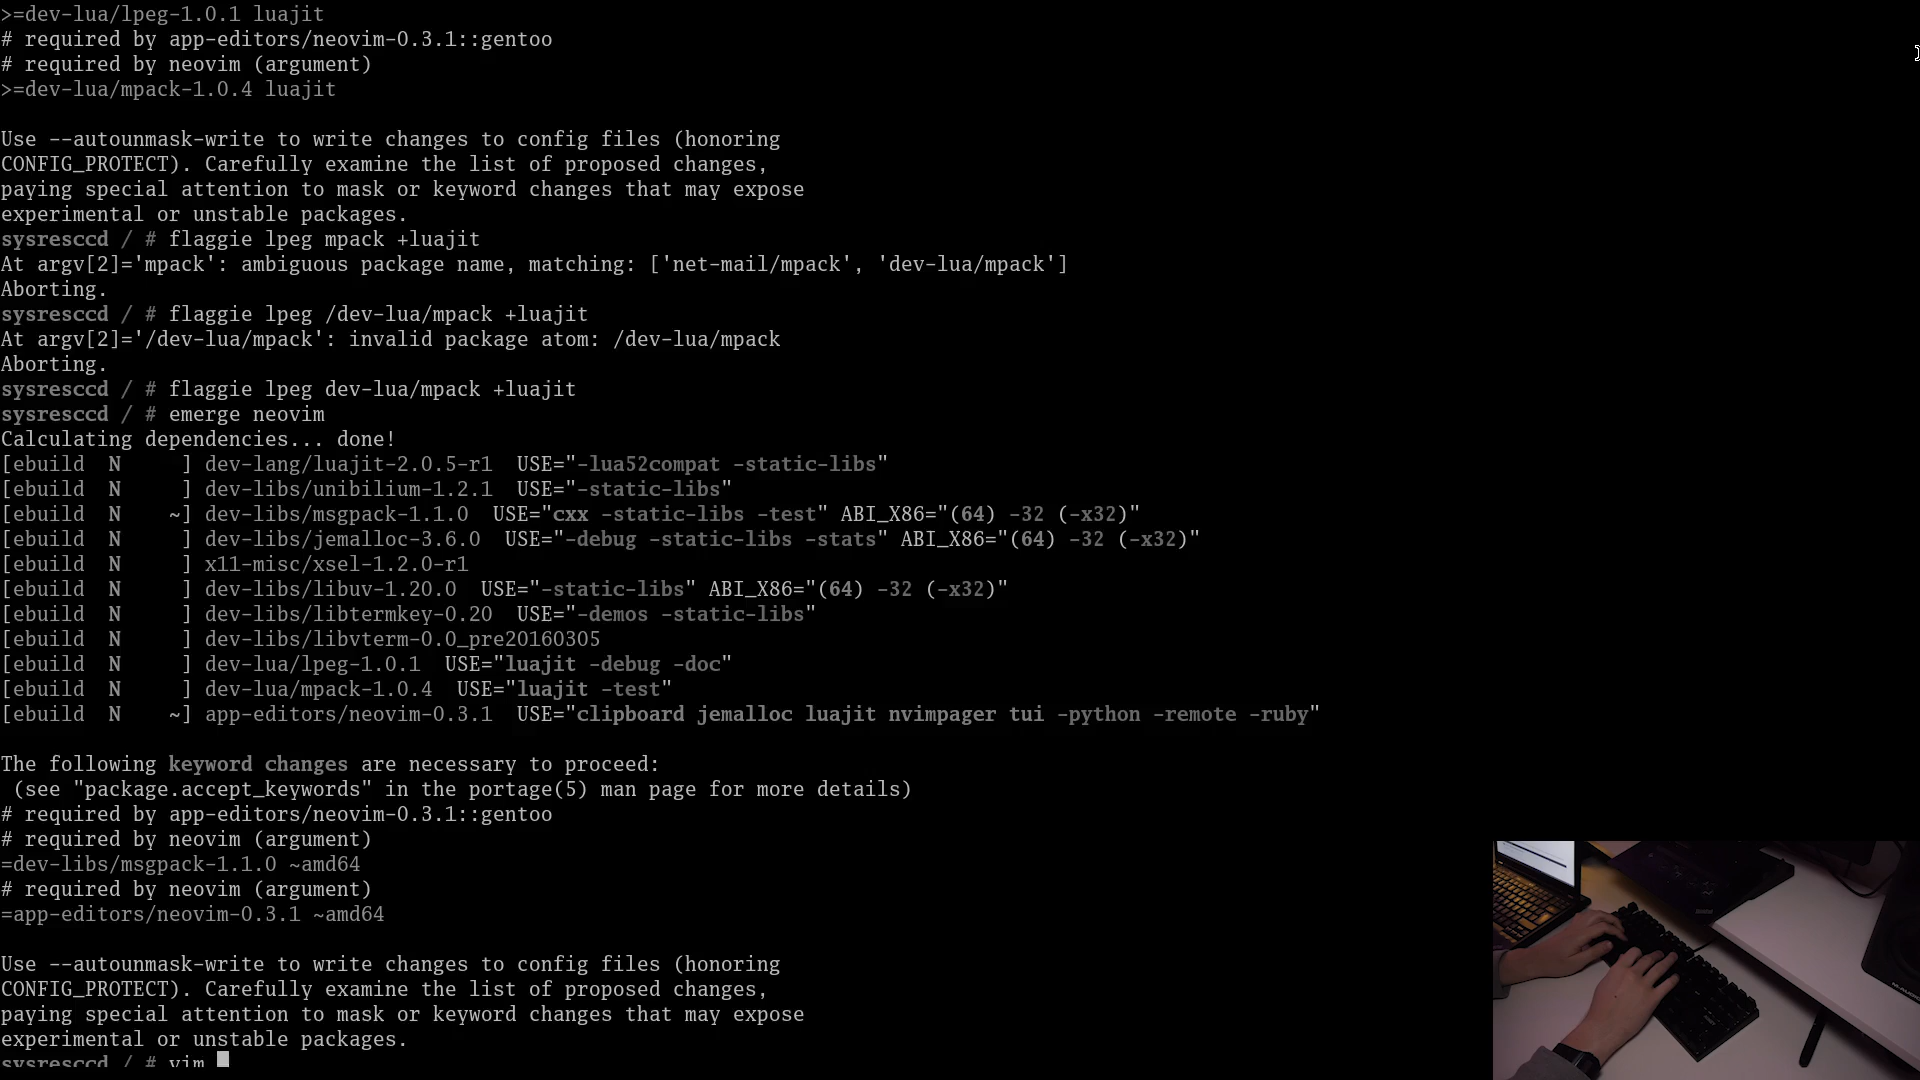 >=dev-lua/lpeg-1.0.1 luajit
# required by app-editors/neovim-0.3.1::gentoo
# required by neovim (argument)
>=dev-lua/mpack-1.0.4 luajit
Use --autounmask-write to write changes to config files (honoring
CONFIG_PROTECT). Carefully examine the list of proposed changes,
paying special attention to mask or keyword changes that may expose
experimental or unstable packages.
sysresccd / # flaggie lpeg mpack +luajit
At argv[2]='mpack': ambiguous package name, matching: ['net-mail/mpack', 'dev-lua/mpack']
Aborting.
sysresccd / # flaggie lpeg /dev-lua/mpack +luajit
At argv[2]='/dev-lua/mpack': invalid package atom: /dev-lua/mpack
Aborting.
sysresccd / # flaggie lpeg dev-lua/mpack +luajit
sysresccd / # emerge neovim
Calculating dependencies... done!
[ebuild  N     ] dev-lang/luajit-2.0.5-r1  USE="-lua52compat -static-libs"
[ebuild  N     ] dev-libs/unibilium-1.2.1  USE="-static-libs"
[ebuild  N    ~] dev-libs/msgpack-1.1.0  USE="cxx -static-libs -test" ABI_X86="(64) -32 (-x32)"
[ebuild  N     ] dev-libs/jemalloc-3.6.0  USE="-debug -static-libs -stats" ABI_X86="(64) -32 (-x32)"
[ebuild  N     ] x11-misc/xsel-1.2.0-r1
[ebuild  N     ] dev-libs/libuv-1.20.0  USE="-static-libs" ABI_X86="(64) -32 (-x32)"
[ebuild  N     ] dev-libs/libtermkey-0.20  USE="-demos -static-libs"
[ebuild  N     ] dev-libs/libvterm-0.0_pre20160305
[ebuild  N     ] dev-lua/lpeg-1.0.1  USE="luajit -debug -doc"
[ebuild  N     ] dev-lua/mpack-1.0.4  USE="luajit -test"
[ebuild  N    ~] app-editors/neovim-0.3.1  USE="clipboard jemalloc luajit nvimpager tui -python -remote -ruby"
The following keyword changes are necessary to proceed:
 (see "package.accept_keywords" in the portage(5) man page for more details)
# required by app-editors/neovim-0.3.1::gentoo
# required by neovim (argument)
=dev-libs/msgpack-1.1.0 ~amd64
# required by neovim (argument)
=app-editors/neovim-0.3.1 ~amd64
Use --autounmask-write to write changes to config files (honoring
CONFIG_PROTECT). Carefully examine the list of proposed changes,
paying special attention to mask or keyword changes that may expose
experimental or unstable packages.
sysresccd / # vim